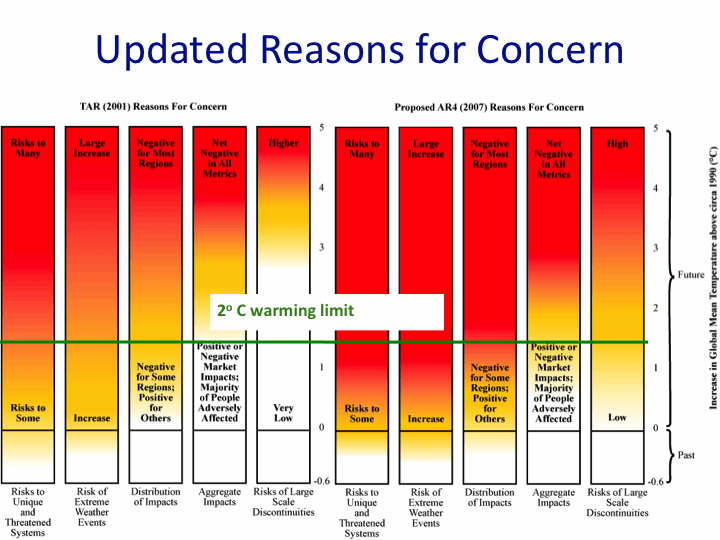 Updated Reasons for Concern
TAR (2001) Reasons For Concern
Proposed AR4 (2007) Reasons For Concern
Risks to
Many
Large
Increase
Negative
for Most
Regions
Net
Negative
in All
Metrics
Higher
5
4
3
Risks to
Many
Large
Increase
Negative
for Most
Regions
Net
Negative
in All
Metrics
High
5
4
3
2
Future
Increase in Global Mean Temperature above circa 1990 (°C)
2º C warming limit
Risks to
Some
Increase
Negative
for Some
Regions;
Positive
for
Others
Positive or
Negative
Market
Impacts;
Majority
of People
Adversely
Affected
Very
Low
1
0
-0.6
Risks to
Some
Increase
Negative
for Some
Regions;
Positive
for
Others
Positive or
Negative
Market
Impacts;
Majority
of People
Adversely
Affected
Low
1
0
-0.6
Past
Risks to
Unique
and
Threatened
Systems
Risk of
Extreme
Weather
Events
Distribution
of Impacts
Aggregate
Impacts
Risks of Large
Scale
Discontinuities
Risks to
Unique
and
Threatened
Systems
Risk of
Extreme
Weather
Events
Distribution
of Impacts
Aggregate
Impacts
Risks of Large
Scale
Discontinuities